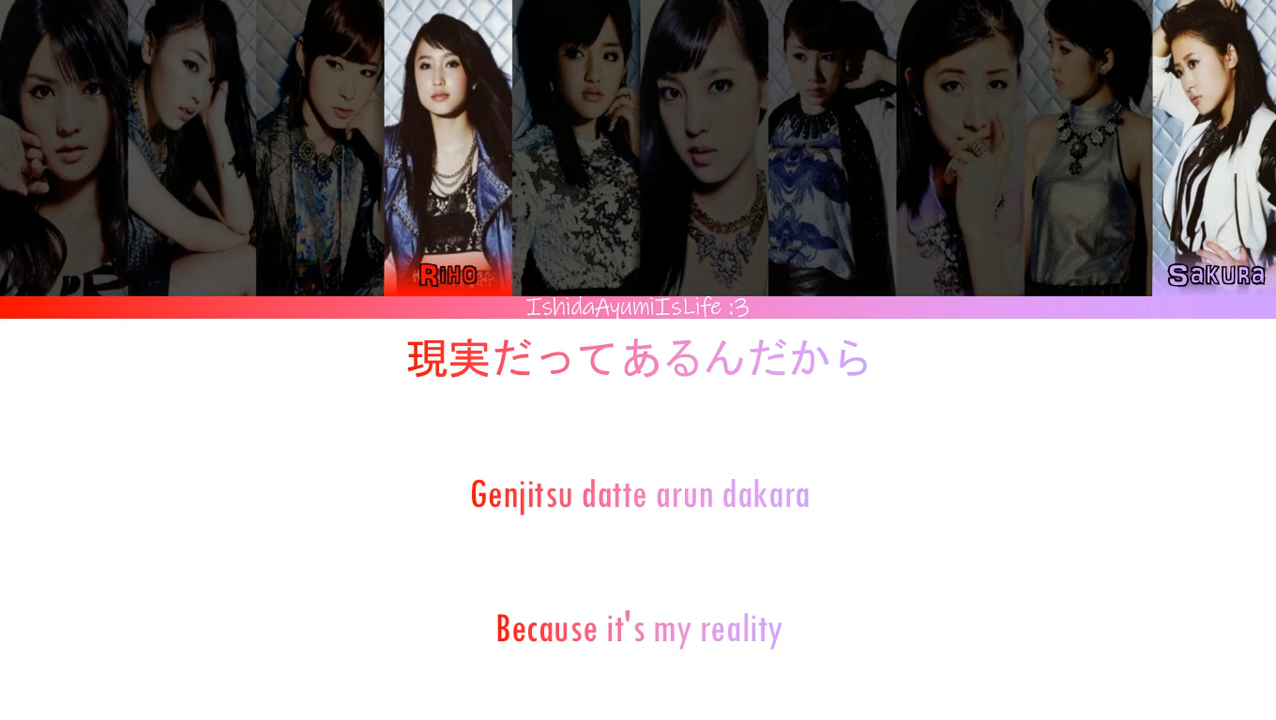 RiHO
SaKURa
IshidaAyumiIsLife :3
現実だってあるんだから
Genjitsu datte arun dakara
Because it's my reality